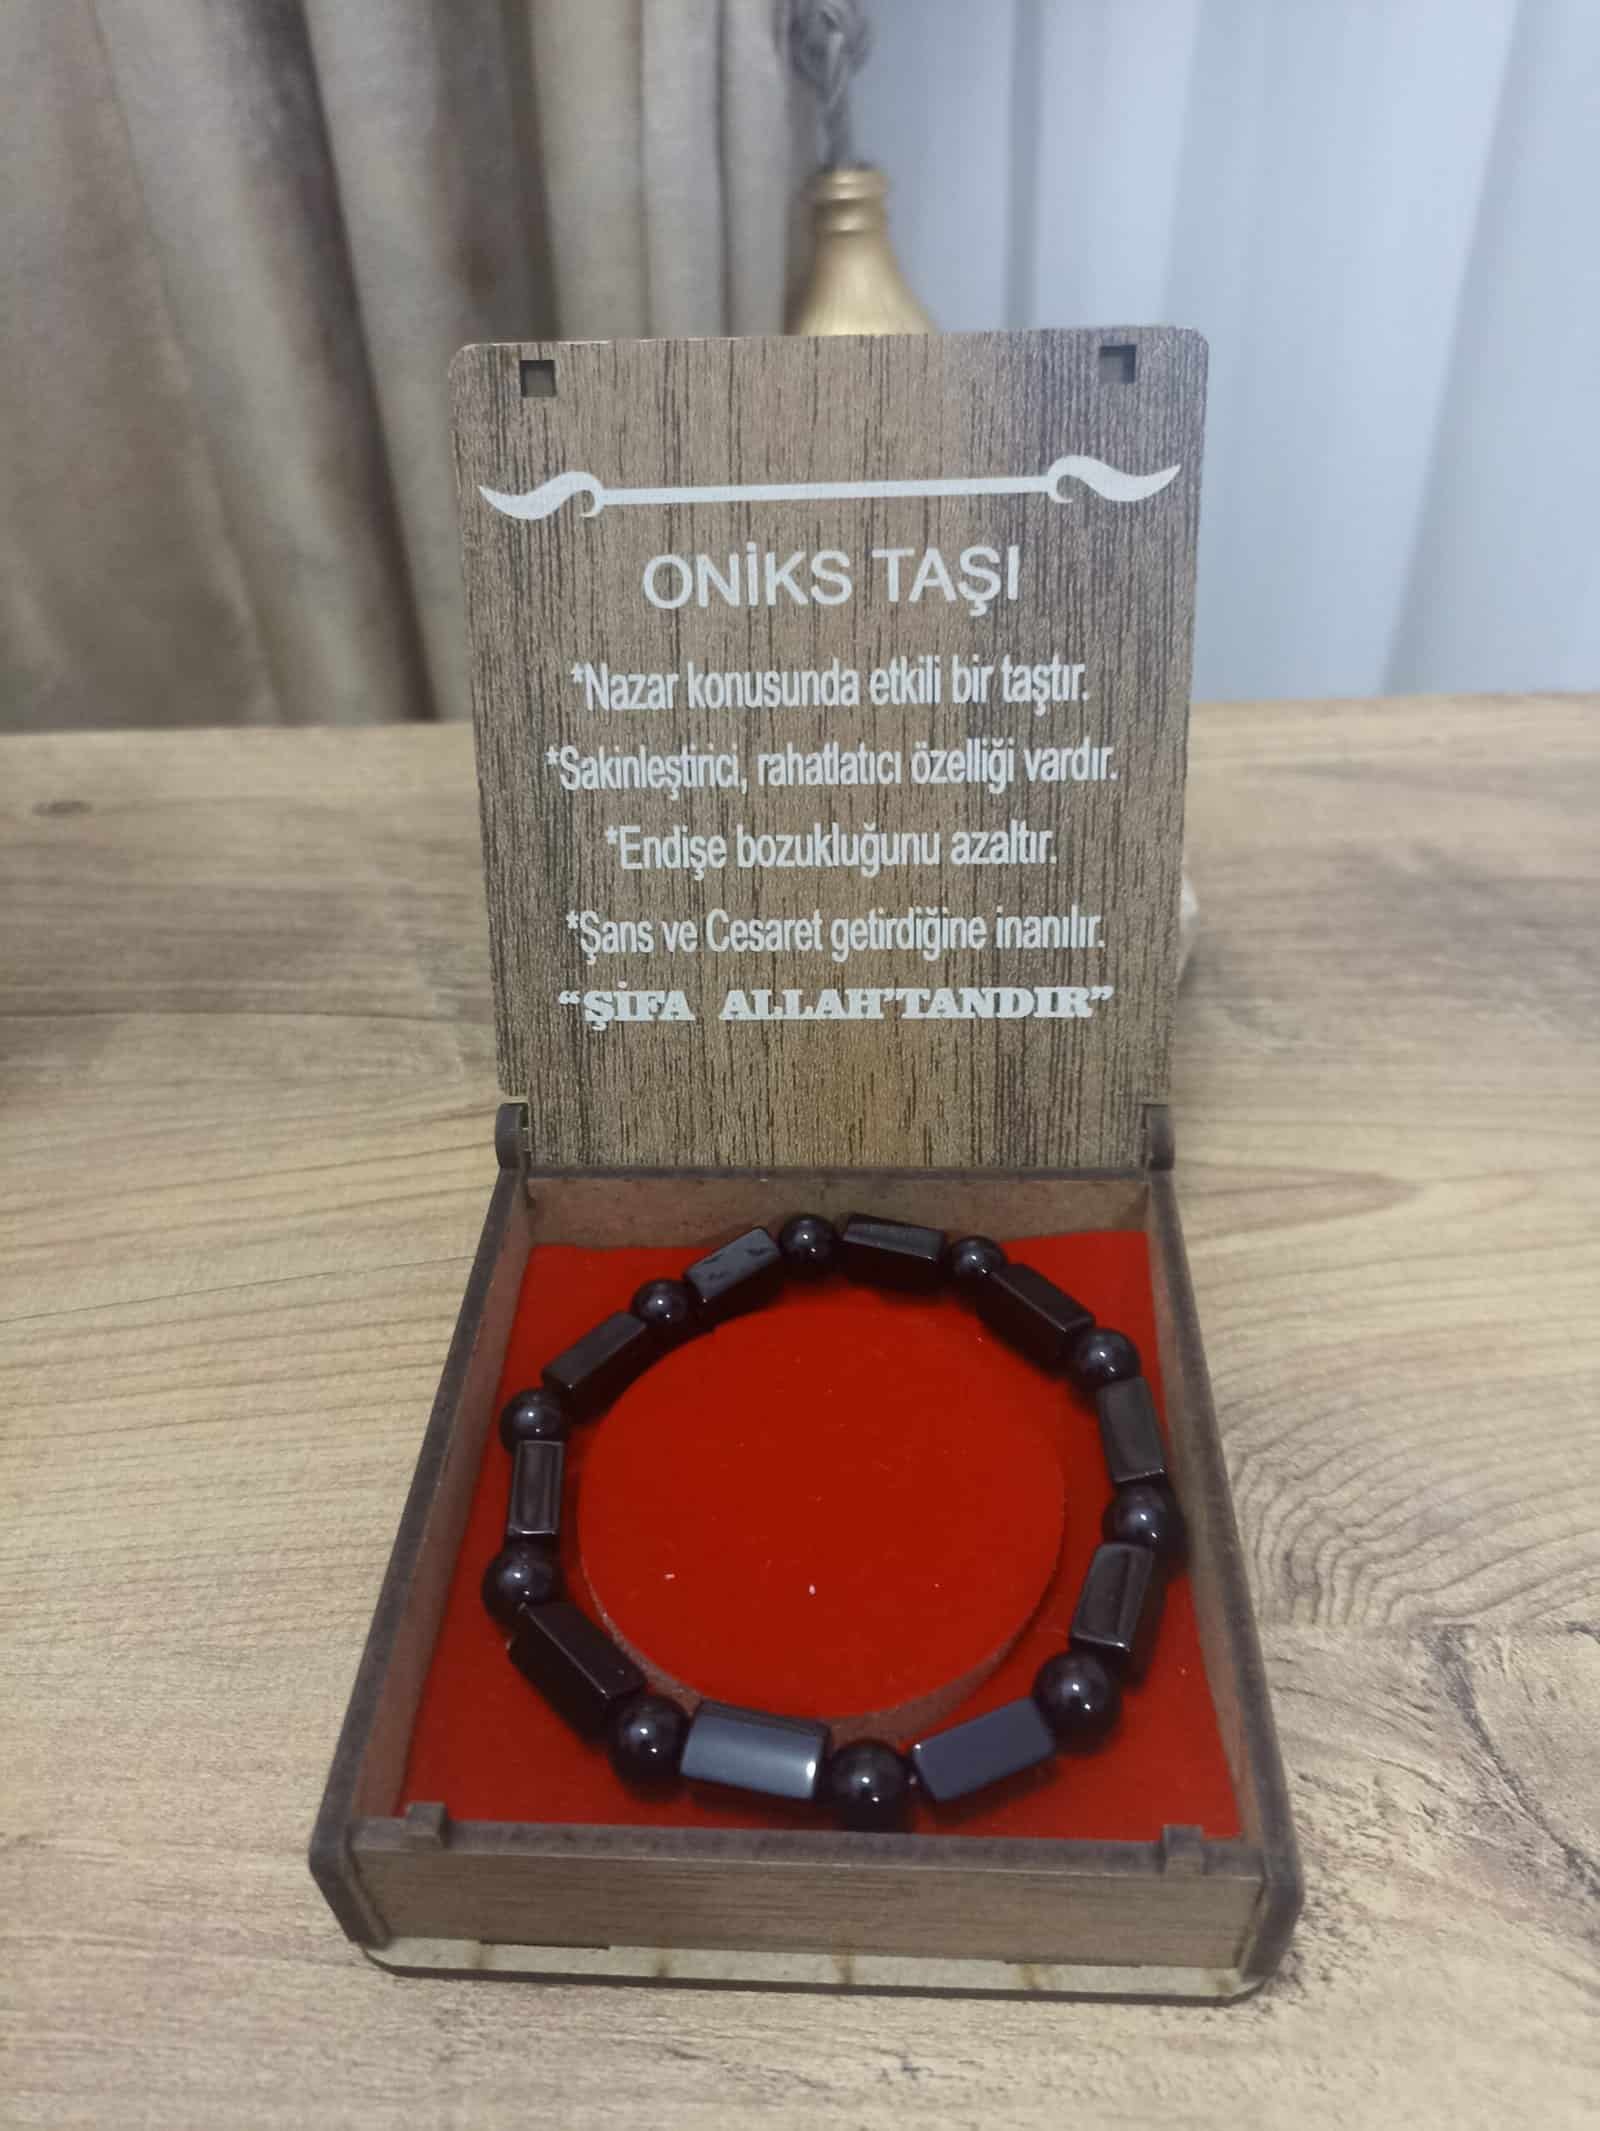 ONİKS TAŞI
*Nazar konusunda etkili bir taştır.
*Sakinleştirici, rahatlatıcı özelliği vardır.
*Endişe bozukluğunu azaltır.
*Şans ve Cesaret getirdiğine inanılır.
“ŞİFA ALLAH’TANDIR”